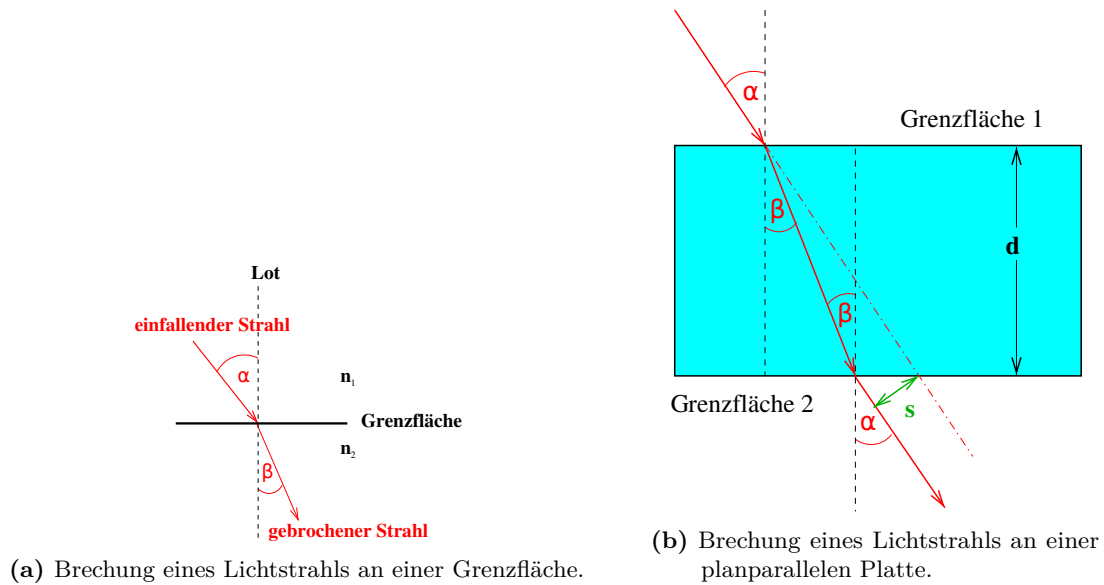 Lot
einfallender Strahl
α
n₁
Grenzfläche
n₂
β
gebrochener Strahl
(a) Brechung eines Lichtstrahls an einer Grenzfläche.
α
Grenzfläche 1
β
d
β
Grenzfläche 2
s
α
(b) Brechung eines Lichtstrahls an einer
planparallelen Platte.